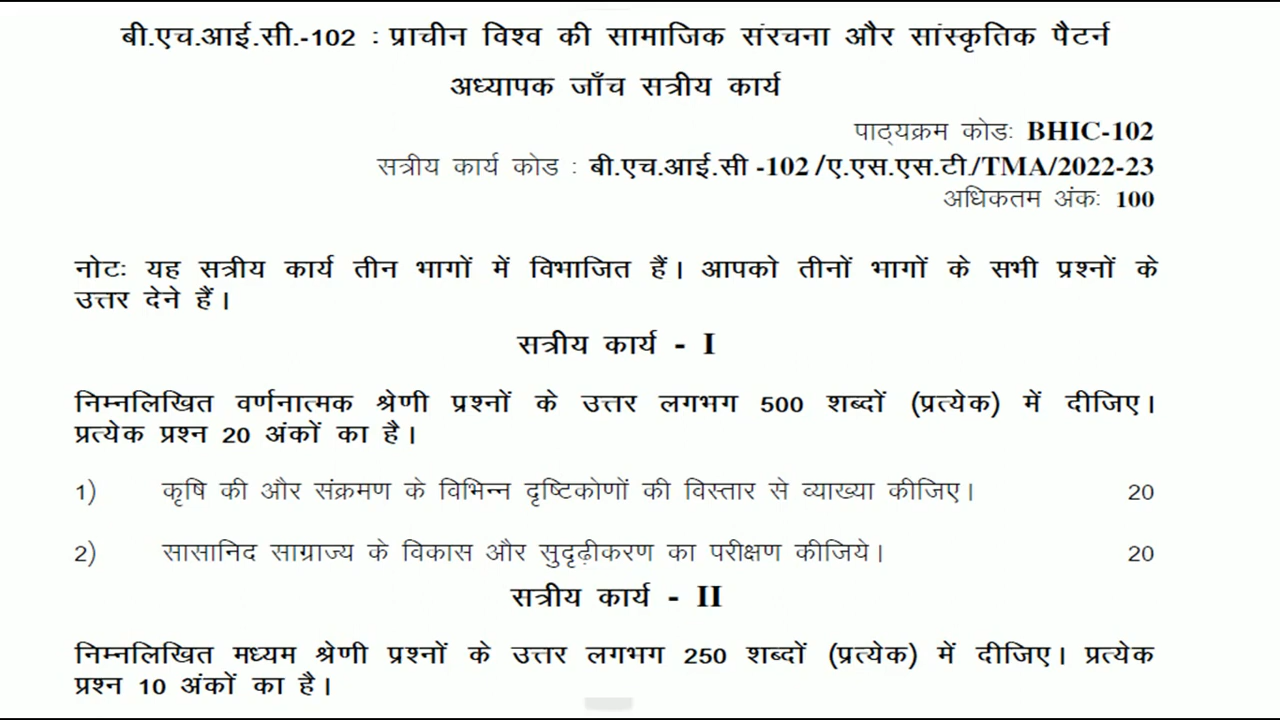 बी.एच.आई.सी.-102 : प्राचीन विश्व की सामाजिक संरचना और सांस्कृतिक पैटर्न
अध्यापक जाँच सत्रीय कार्य
पाठ्यक्रम कोडः BHIC-102
सत्रीय कार्य कोड : बी.एच.आई.सी -102 /ए.एस.एस.टी./TMA/2022-23
अधिकतम अंकः 100
नोटः यह सत्रीय कार्य तीन भागों में विभाजित हैं। आपको तीनों भागों के सभी प्रश्नों के
उत्तर देने हैं।
सत्रीय कार्य - I
निम्नलिखित वर्णनात्मक श्रेणी प्रश्नों के उत्तर लगभग 500 शब्दों (प्रत्येक) में दीजिए।
प्रत्येक प्रश्न 20 अंकों का है।
1) कृषि की और संक्रमण के विभिन्न दृष्टिकोणों की विस्तार से व्याख्या कीजिए। 20
2) सासानिद साग्राज्य के विकास और सुदृढ़ीकरण का परीक्षण कीजिये। 20
सत्रीय कार्य - II
निम्नलिखित मध्यम श्रेणी प्रश्नों के उत्तर लगभग 250 शब्दों (प्रत्येक) में दीजिए। प्रत्येक
प्रश्न 10 अंकों का है।